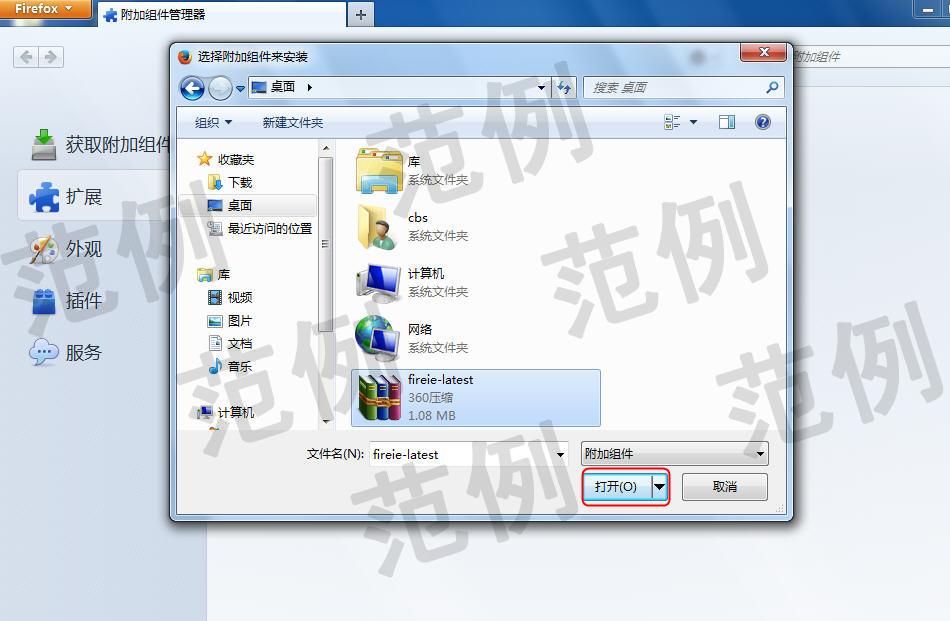 Firefox
附加组件管理器
选择附加组件来安装
附加组件
桌面
搜索 桌面
组织
新建文件夹
获取附加组件
扩展
外观
插件
服务
收藏夹
下载
桌面
最近访问的位置
库
视频
图片
文档
音乐
计算机
库
系统文件夹
cbs
系统文件夹
计算机
系统文件夹
网络
系统文件夹
fireie-latest
360压缩
1.08 MB
文件名(N):
fireie-latest
附加组件
打开(O)
取消
范例
范例
范例
范例
范例
范例